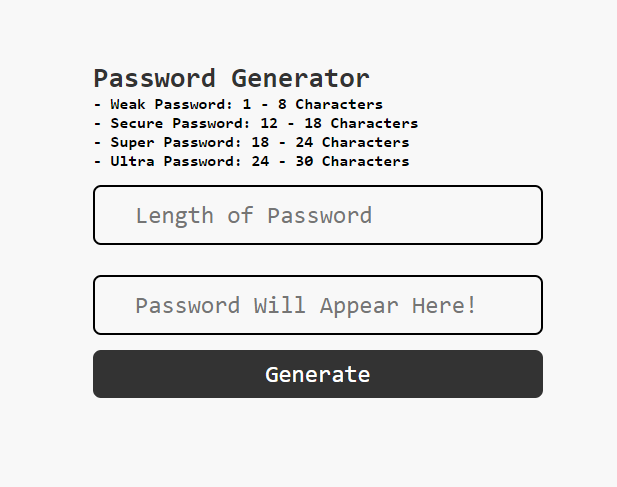 Password Generator
- Weak Password: 1 - 8 Characters
- Secure Password: 12 - 18 Characters
- Super Password: 18 - 24 Characters
- Ultra Password: 24 - 30 Characters
Length of Password
Password Will Appear Here!
Generate